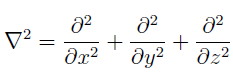 ∇² = ∂²/∂x² + ∂²/∂y² + ∂²/∂z²